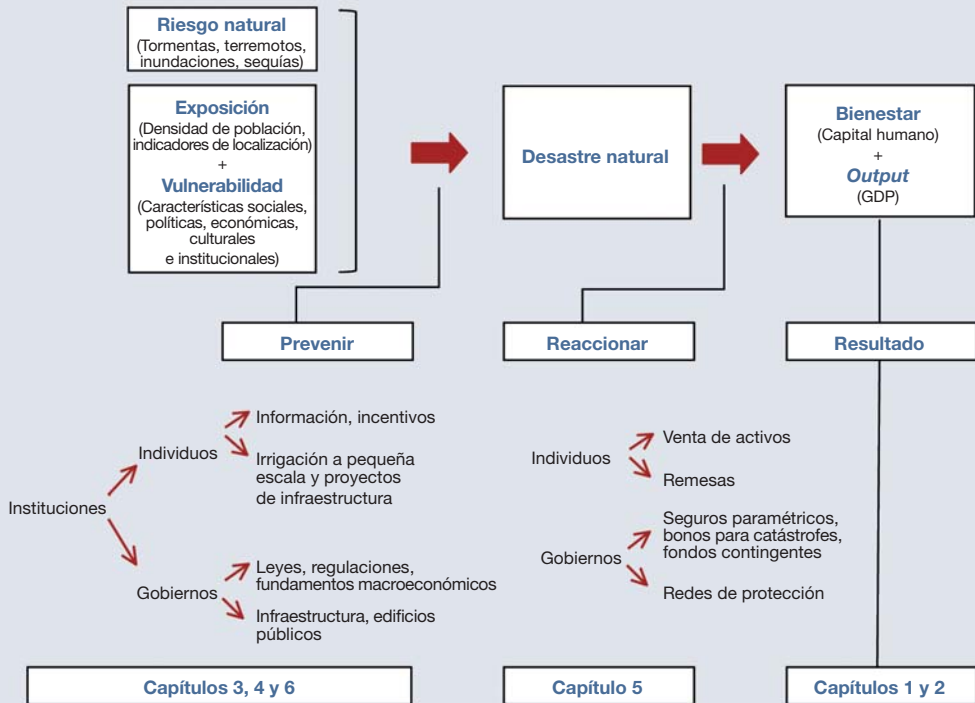 Riesgo natural
(Tormentas, terremotos,
inundaciones, sequías)
Exposición
(Densidad de población,
indicadores de localización)
+
Vulnerabilidad
(Características sociales,
políticas, económicas,
culturales
e institucionales)
Desastre natural
Bienestar
(Capital humano)
+
Output
(GDP)
Prevenir
Reaccionar
Resultado
Instituciones
Individuos
Información, incentivos
Irrigación a pequeña
escala y proyectos
de infraestructura
Gobiernos
Leyes, regulaciones,
fundamentos macroeconómicos
Infraestructura, edificios
públicos
Individuos
Venta de activos
Remesas
Gobiernos
Seguros paramétricos,
bonos para catástrofes,
fondos contingentes
Redes de protección
Capítulos 3, 4 y 6
Capítulo 5
Capítulos 1 y 2